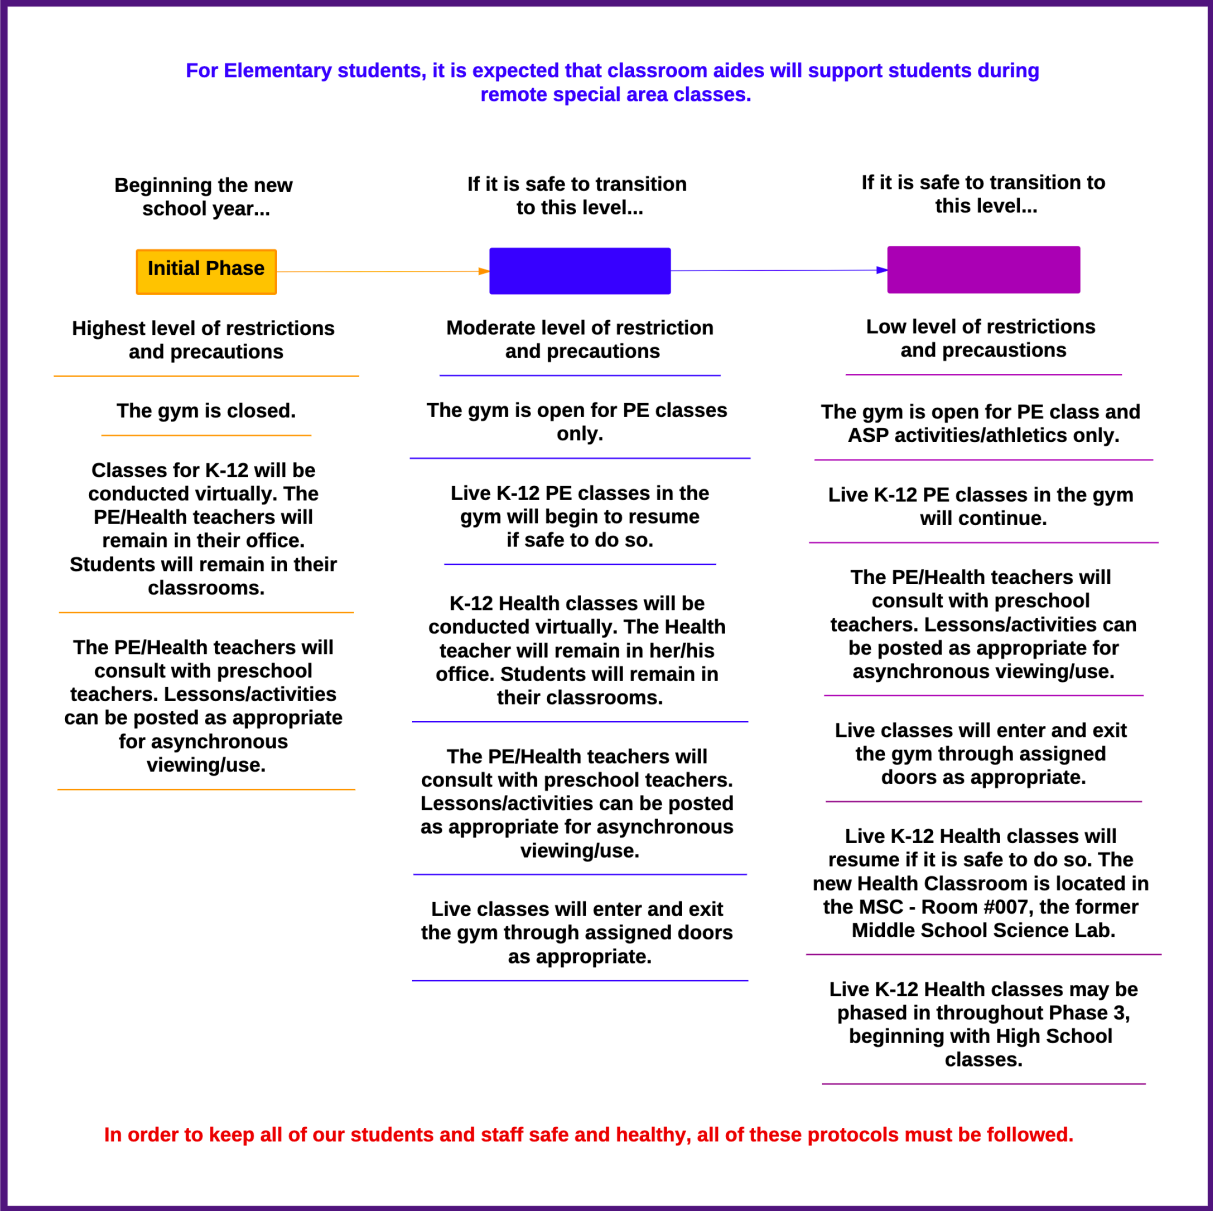 For Elementary students, it is expected that classroom aides will support students during
remote special area classes.
Beginning the new
school year...
Initial Phase
Highest level of restrictions
and precautions
The gym is closed.
Classes for K-12 will be
conducted virtually. The
PE/Health teachers will
remain in their office.
Students will remain in their
classrooms.
The PE/Health teachers will
consult with preschool
teachers. Lessons/activities
can be posted as appropriate
for asynchronous
viewing/use.
If it is safe to transition
to this level...
Moderate level of restriction
and precautions
The gym is open for PE classes
only.
Live K-12 PE classes in the
gym will begin to resume
if safe to do so.
K-12 Health classes will be
conducted virtually. The Health
teacher will remain in her/his
office. Students will remain in
their classrooms.
The PE/Health teachers will
consult with preschool teachers.
Lessons/activities can be posted
as appropriate for asynchronous
viewing/use.
Live classes will enter and exit
the gym through assigned doors
as appropriate.
If it is safe to transition to
this level...
Low level of restrictions
and precaustions
The gym is open for PE class and
ASP activities/athletics only.
Live K-12 PE classes in the gym
will continue.
The PE/Health teachers will
consult with preschool
teachers. Lessons/activities can
be posted as appropriate for
asynchronous viewing/use.
Live classes will enter and exit
the gym through assigned
doors as appropriate.
Live K-12 Health classes will
resume if it is safe to do so. The
new Health Classroom is located in
the MSC - Room #007, the former
Middle School Science Lab.
Live K-12 Health classes may be
phased in throughout Phase 3,
beginning with High School
classes.
In order to keep all of our students and staff safe and healthy, all of these protocols must be followed.